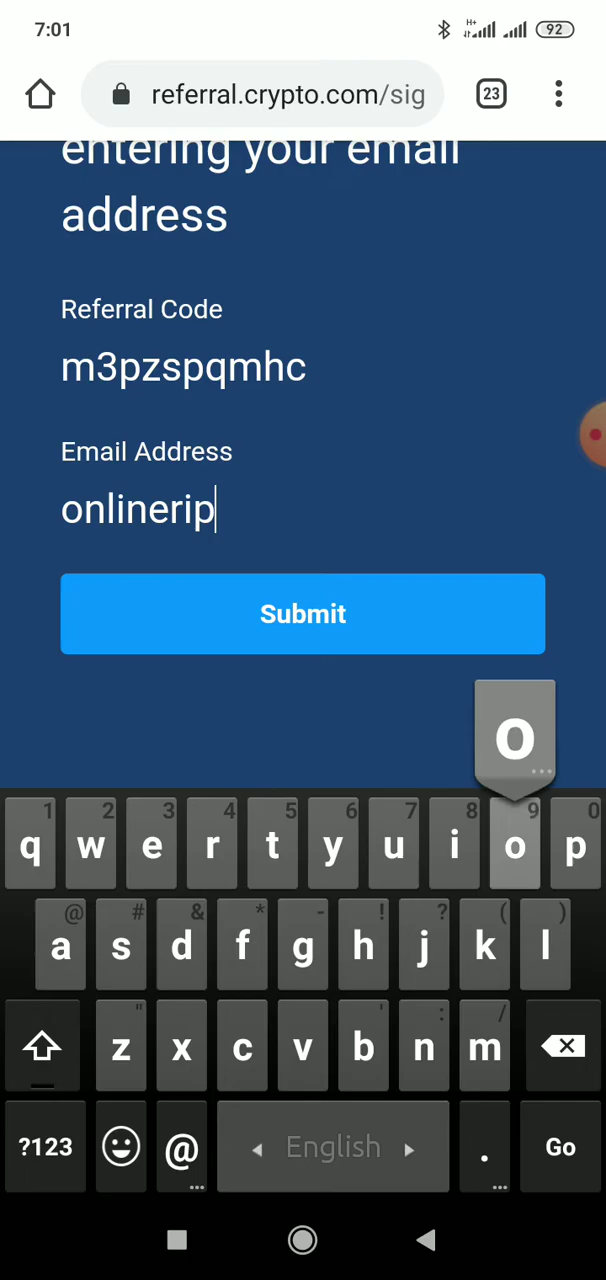 7:01
H+
92
referral.crypto.com/sig
23
entering your email
address
Referral Code
m3pzspqmhc
Email Address
onlinerip
Submit
o
1 2 3 4 5 6 7 8 9 0
q w e r t y u i o p
@ # & * - ! ? ( )
a s d f g h j k l
" ' : /
z x c v b n m
?123 @ English . Go